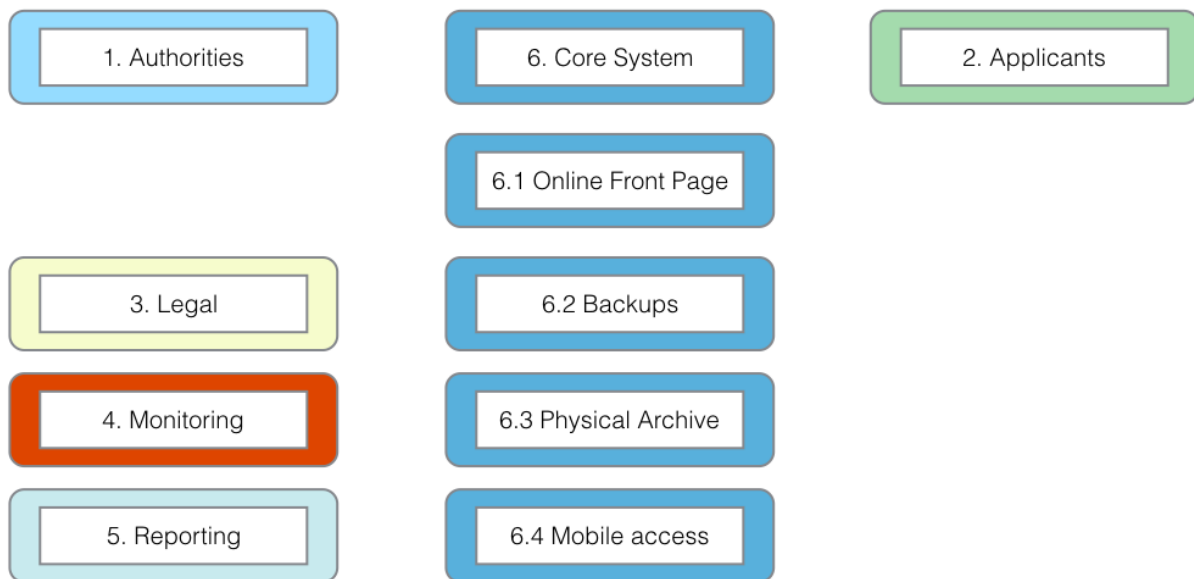 1. Authorities
6. Core System
2. Applicants
6.1 Online Front Page
3. Legal
6.2 Backups
4. Monitoring
6.3 Physical Archive
5. Reporting
6.4 Mobile access